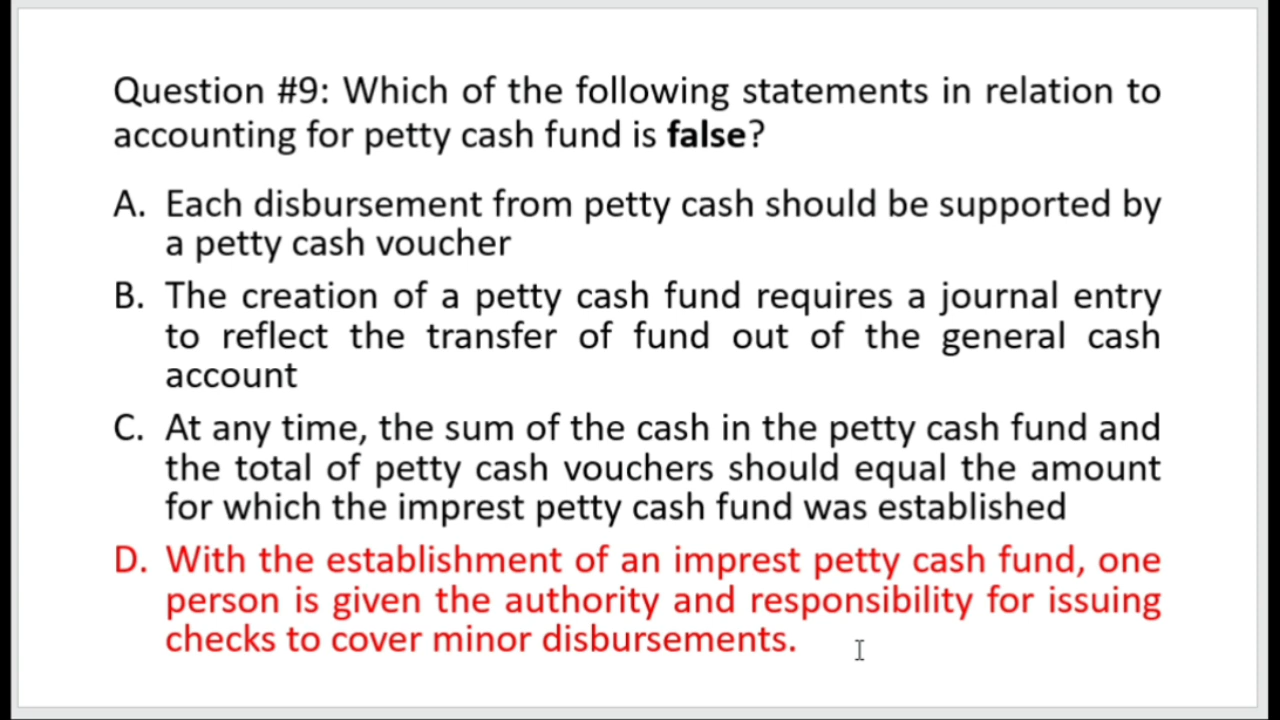 Question #9: Which of the following statements in relation to
accounting for petty cash fund is false?
A. Each disbursement from petty cash should be supported by
a petty cash voucher
B. The creation of a petty cash fund requires a journal entry
to reflect the transfer of fund out of the general cash
account
C. At any time, the sum of the cash in the petty cash fund and
the total of petty cash vouchers should equal the amount
for which the imprest petty cash fund was established
D. With the establishment of an imprest petty cash fund, one
person is given the authority and responsibility for issuing
checks to cover minor disbursements.